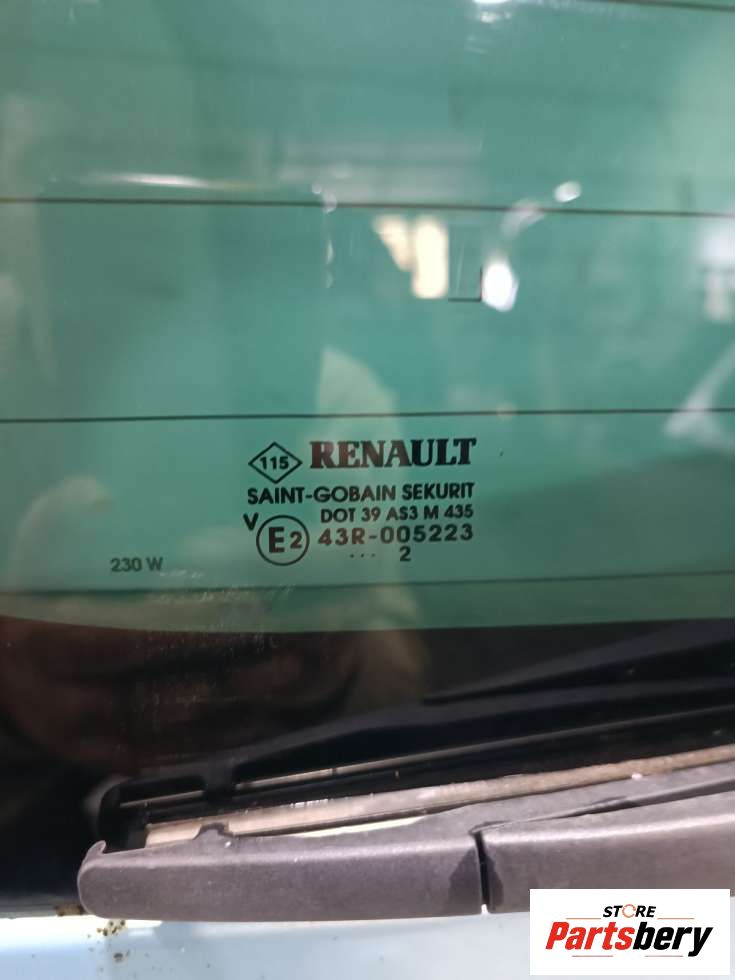 115 RENAULT
SAINT-GOBAIN SEKURIT
DOT 39 AS3 M 435
V E2 43R-005223
... 2
230 W
STORE
Partsbery